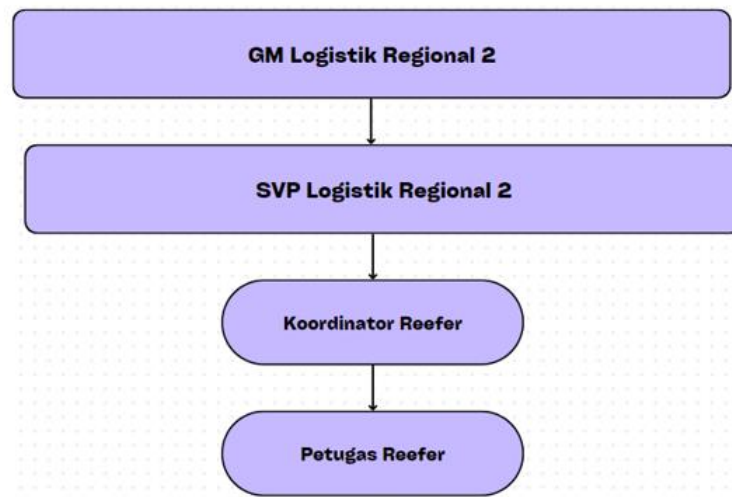 GM Logistik Regional 2
SVP Logistik Regional 2
Koordinator Reefer
Petugas Reefer